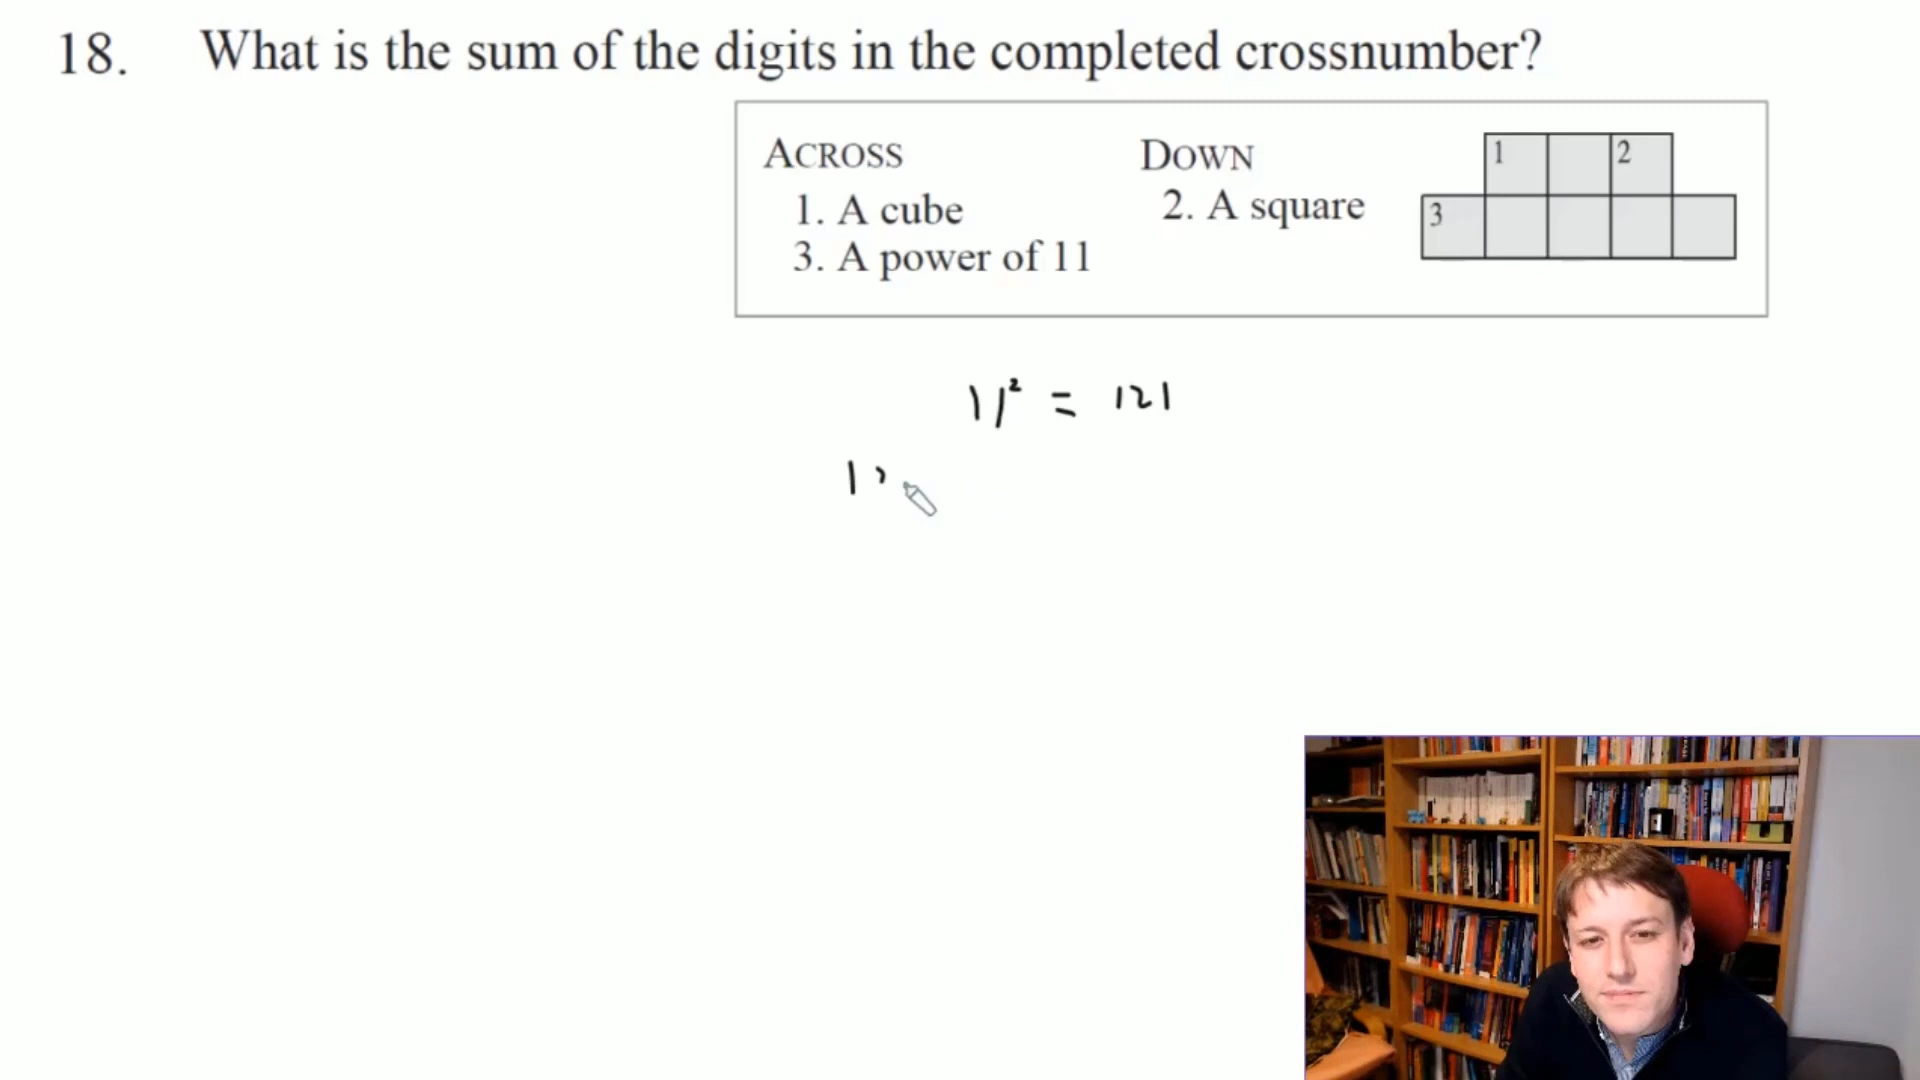 18. What is the sum of the digits in the completed crossnumber?
ACROSS
1. A cube
3. A power of 11
DOWN
2. A square
1 2
3
11² = 121
1